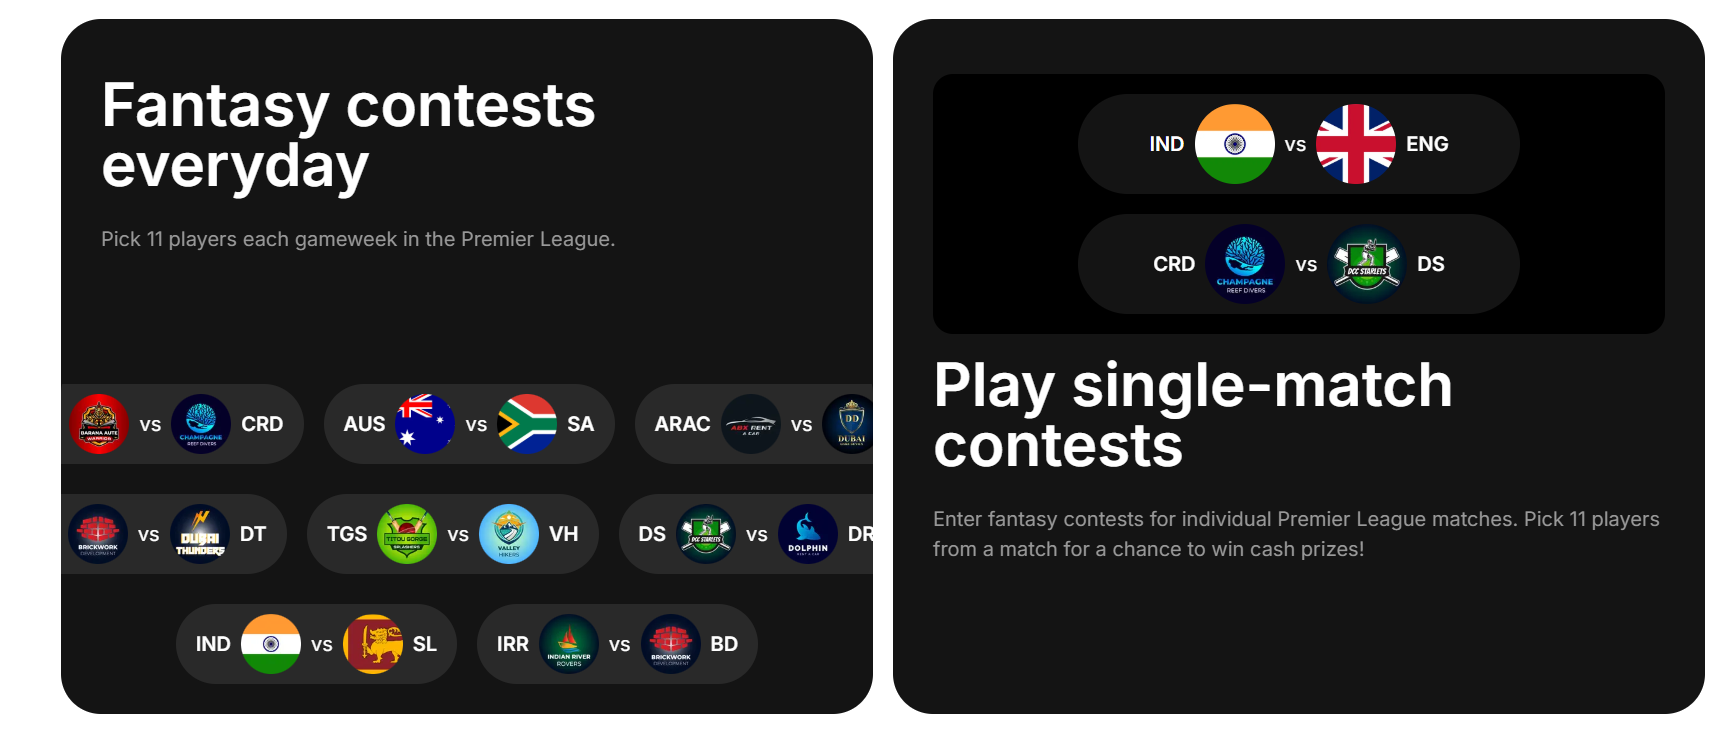 Fantasy contests
everyday
Pick 11 players each gameweek in the Premier League.
VS CRD
AUS VS SA
ARAC ABX RENT A CAR VS DD DUBAI
BARANA AUTE WARRIOR
CHAMPAGNE REEF DIVERS
BRICKWORK DEVELOPMENT VS DUBAI THUNDERS DT
TGS TITOU GORGE SPLASHERS VS VALLEY HIKERS VH
DS DCC STARLETS VS DOLPHIN RENT A CAR DR
IND VS SL
IRR INDIAN RIVER ROVERS VS BRICKWORK DEVELOPMENT BD
IND VS ENG
CRD CHAMPAGNE REEF DIVERS VS DCC STARLETS DS
Play single-match
contests
Enter fantasy contests for individual Premier League matches. Pick 11 players
from a match for a chance to win cash prizes!